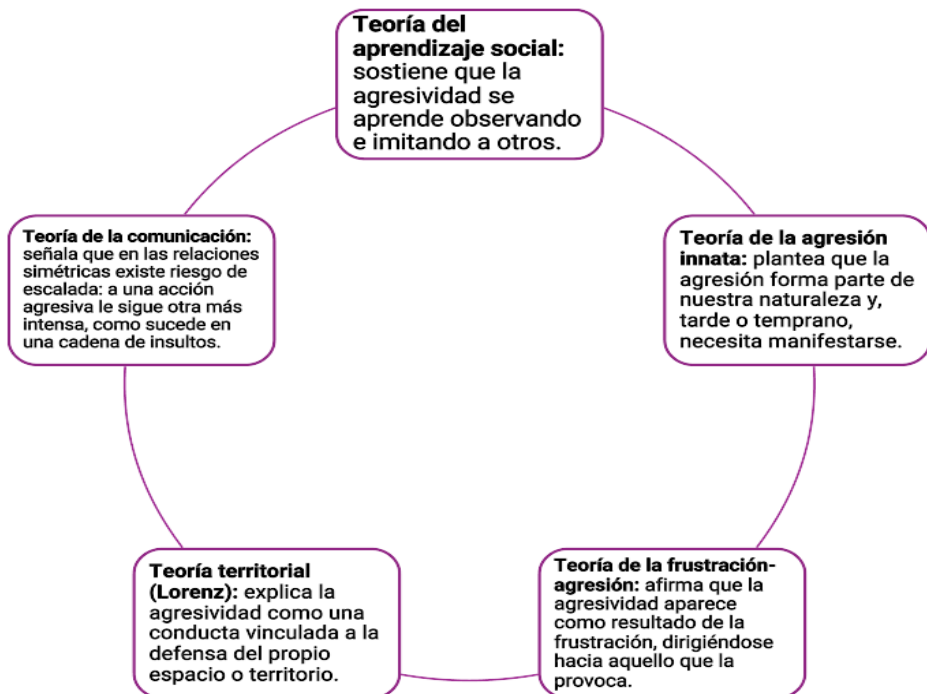 Teoría del
aprendizaje social:
sostiene que la
agresividad se
aprende observando
e imitando a otros.
Teoría de la comunicación:
señala que en las relaciones
simétricas existe riesgo de
escalada: a una acción
agresiva le sigue otra más
intensa, como sucede en
una cadena de insultos.
Teoría de la agresión
innata: plantea que la
agresión forma parte de
nuestra naturaleza y,
tarde o temprano,
necesita manifestarse.
Teoría territorial
(Lorenz): explica la
agresividad como una
conducta vinculada a la
defensa del propio
espacio o territorio.
Teoría de la frustración-
agresión: afirma que la
agresividad aparece
como resultado de la
frustración, dirigiéndose
hacia aquello que la
provoca.